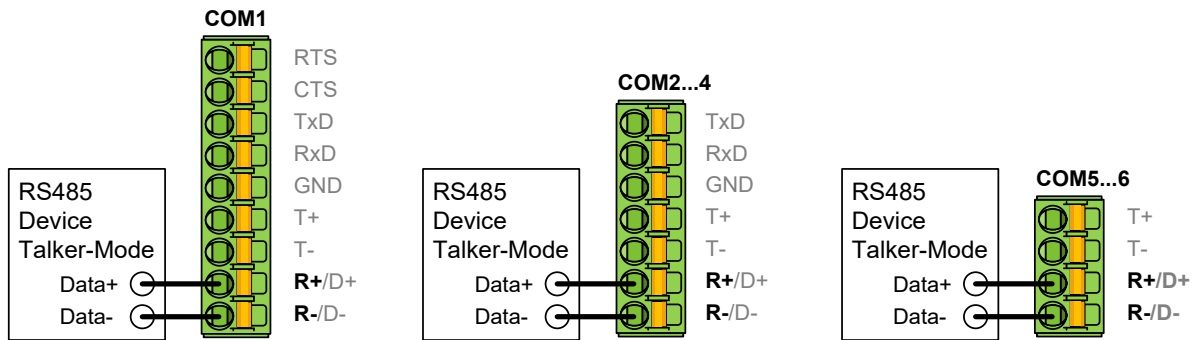 COM1
RTS
CTS
TxD
RxD
GND
T+
T-
R+/D+
R-/D-
RS485
Device
Talker-Mode
Data+
Data-
COM2...4
TxD
RxD
GND
T+
T-
R+/D+
R-/D-
RS485
Device
Talker-Mode
Data+
Data-
COM5...6
T+
T-
R+/D+
R-/D-
RS485
Device
Talker-Mode
Data+
Data-